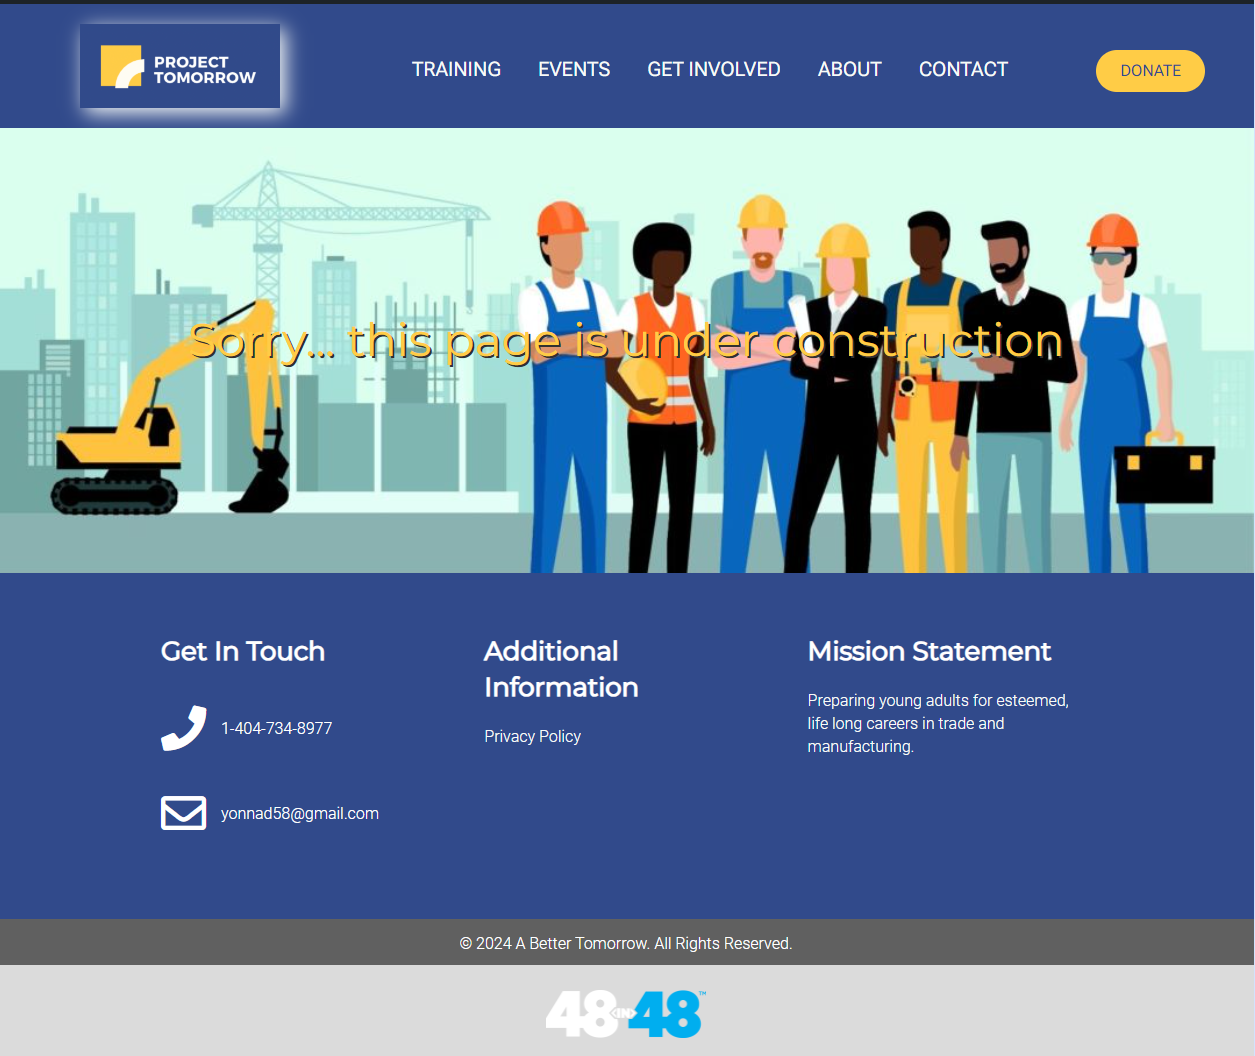 PROJECT
TOMORROW
TRAINING EVENTS GET INVOLVED ABOUT CONTACT
DONATE
Sorry... this page is under construction
Get In Touch
1-404-734-8977
yonnad58@gmail.com
Additional
Information
Privacy Policy
Mission Statement
Preparing young adults for esteemed,
life long careers in trade and
manufacturing.
© 2024 A Better Tomorrow. All Rights Reserved.
48<IN>48™